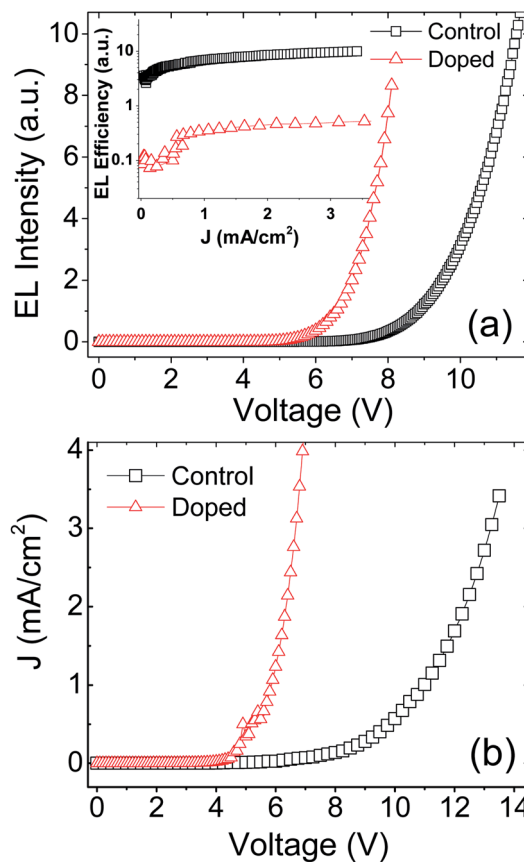 10
8
6
4
2
0
EL Intensity (a.u.)
10
1
0.1
EL Efficiency (a.u.)
0
1
2
3
J (mA/cm²)
Control
Doped
(a)
0 2 4 6 8 10
Voltage (V)
4
3
2
1
0
J (mA/cm²)
Control
Doped
(b)
0 2 4 6 8 10 12 14
Voltage (V)